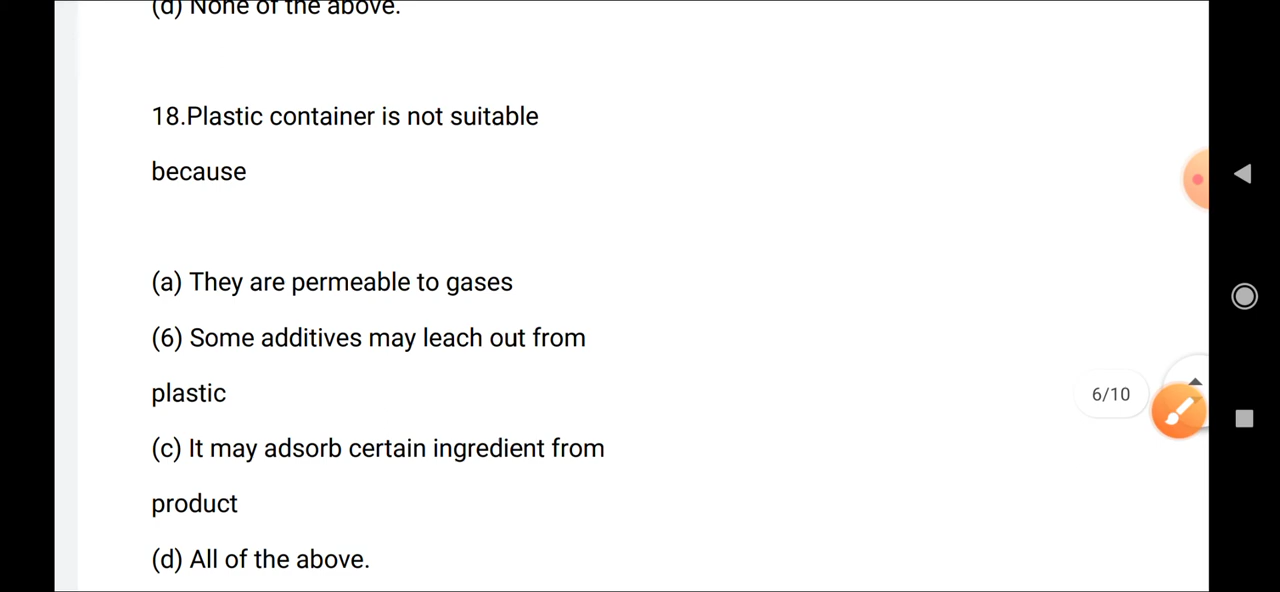 (d) None of the above.
18.Plastic container is not suitable
because
(a) They are permeable to gases
(6) Some additives may leach out from
plastic
(c) It may adsorb certain ingredient from
product
(d) All of the above.
6/10